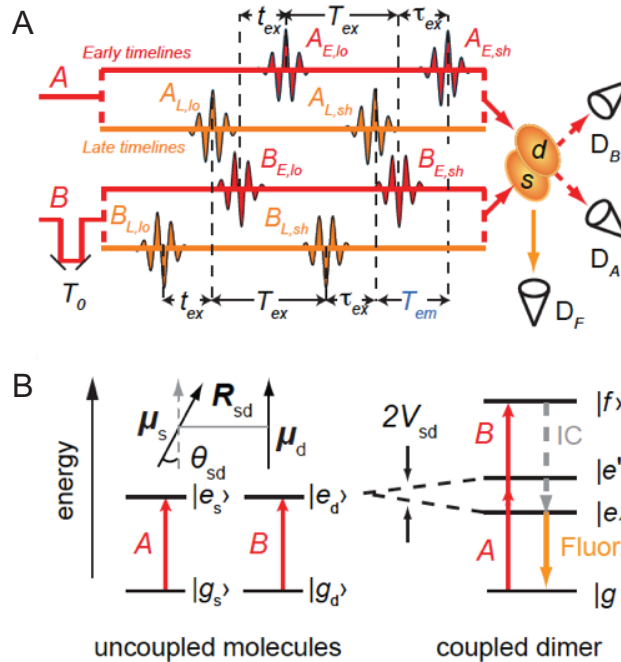 A
t_ex T_ex τ_ex
Early timelines A_E,lo A_E,sh
A
A_L,lo A_L,sh
Late timelines
B_E,lo B_E,sh
B
B_L,lo B_L,sh
T_0
t_ex T_ex τ_ex T_em
d
s
D_B
D_A
D_F
B
energy
μ_s R_sd μ_d
θ_sd
|e_s⟩ |e_d⟩
A B
|g_s⟩ |g_d⟩
uncoupled molecules
2V_sd
|f⟩
B IC
|e'
|e
A Fluor
|g
coupled dimer